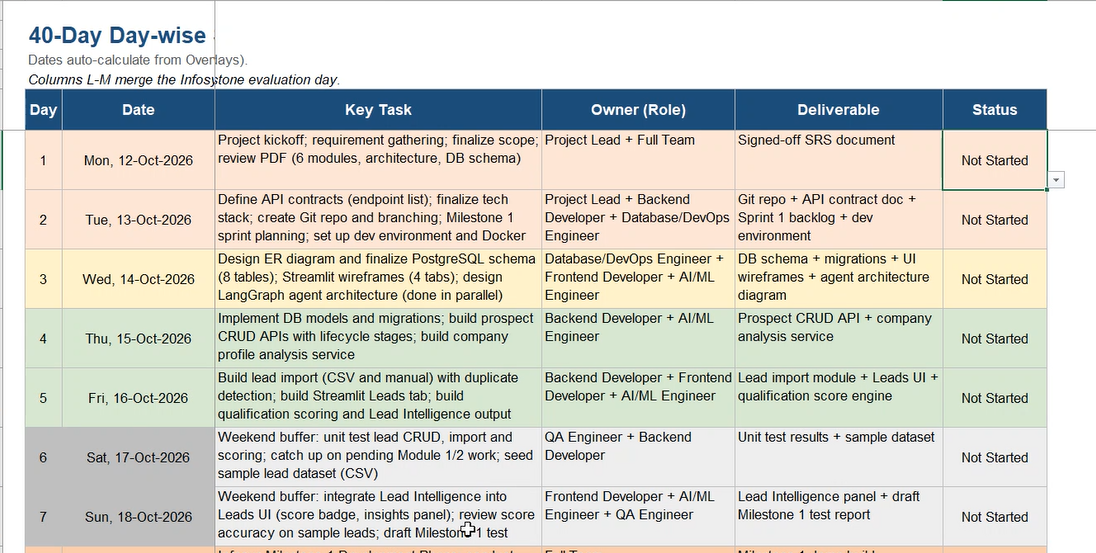 40-Day Day-wise
Dates auto-calculate from Overlays).
Columns L-M merge the Infosytone evaluation day.
Day Date Key Task Owner (Role) Deliverable Status
1 Mon, 12-Oct-2026
Project kickoff; requirement gathering; finalize scope;
review PDF (6 modules, architecture, DB schema)
Project Lead + Full Team
Signed-off SRS document
Not Started
2 Tue, 13-Oct-2026
Define API contracts (endpoint list); finalize tech
stack; create Git repo and branching; Milestone 1
sprint planning; set up dev environment and Docker
Project Lead + Backend
Developer + Database/DevOps
Engineer
Git repo + API contract doc +
Sprint 1 backlog + dev
environment
Not Started
3 Wed, 14-Oct-2026
Design ER diagram and finalize PostgreSQL schema
(8 tables); Streamlit wireframes (4 tabs); design
LangGraph agent architecture (done in parallel)
Database/DevOps Engineer +
Frontend Developer + AI/ML
Engineer
DB schema + migrations + UI
wireframes + agent architecture
diagram
Not Started
4 Thu, 15-Oct-2026
Implement DB models and migrations; build prospect
CRUD APIs with lifecycle stages; build company
profile analysis service
Backend Developer + AI/ML
Engineer
Prospect CRUD API + company
analysis service
Not Started
5 Fri, 16-Oct-2026
Build lead import (CSV and manual) with duplicate
detection; build Streamlit Leads tab; build
qualification scoring and Lead Intelligence output
Backend Developer + Frontend
Developer + AI/ML Engineer
Lead import module + Leads UI +
qualification score engine
Not Started
6 Sat, 17-Oct-2026
Weekend buffer: unit test lead CRUD, import and
scoring; catch up on pending Module 1/2 work; seed
sample lead dataset (CSV)
QA Engineer + Backend
Developer
Unit test results + sample dataset
Not Started
7 Sun, 18-Oct-2026
Weekend buffer: integrate Lead Intelligence into
Leads UI (score badge, insights panel); review score
accuracy on sample leads; draft Milestone 1 test
Frontend Developer + AI/ML
Engineer + QA Engineer
Lead Intelligence panel + draft
Milestone 1 test report
Not Started